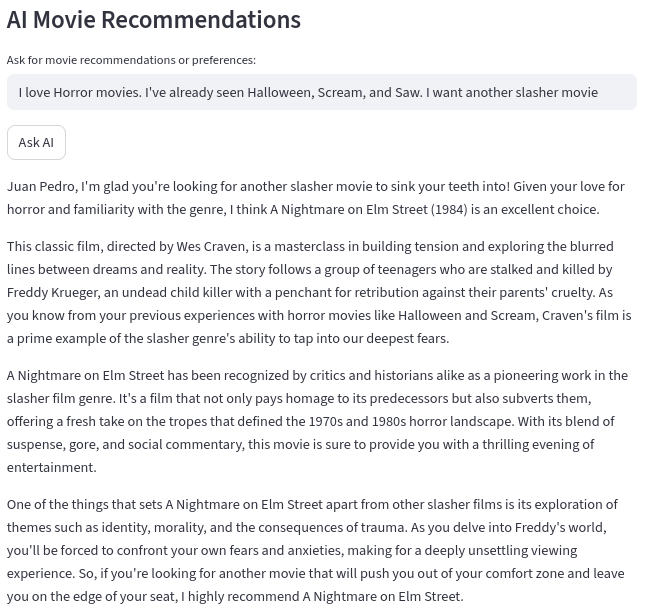 AI Movie Recommendations
Ask for movie recommendations or preferences:
I love Horror movies. I've already seen Halloween, Scream, and Saw. I want another slasher movie
Ask AI
Juan Pedro, I'm glad you're looking for another slasher movie to sink your teeth into! Given your love for
horror and familiarity with the genre, I think A Nightmare on Elm Street (1984) is an excellent choice.
This classic film, directed by Wes Craven, is a masterclass in building tension and exploring the blurred
lines between dreams and reality. The story follows a group of teenagers who are stalked and killed by
Freddy Krueger, an undead child killer with a penchant for retribution against their parents' cruelty. As
you know from your previous experiences with horror movies like Halloween and Scream, Craven's film is
a prime example of the slasher genre's ability to tap into our deepest fears.
A Nightmare on Elm Street has been recognized by critics and historians alike as a pioneering work in the
slasher film genre. It's a film that not only pays homage to its predecessors but also subverts them,
offering a fresh take on the tropes that defined the 1970s and 1980s horror landscape. With its blend of
suspense, gore, and social commentary, this movie is sure to provide you with a thrilling evening of
entertainment.
One of the things that sets A Nightmare on Elm Street apart from other slasher films is its exploration of
themes such as identity, morality, and the consequences of trauma. As you delve into Freddy's world,
you'll be forced to confront your own fears and anxieties, making for a deeply unsettling viewing
experience. So, if you're looking for another movie that will push you out of your comfort zone and leave
you on the edge of your seat, I highly recommend A Nightmare on Elm Street.